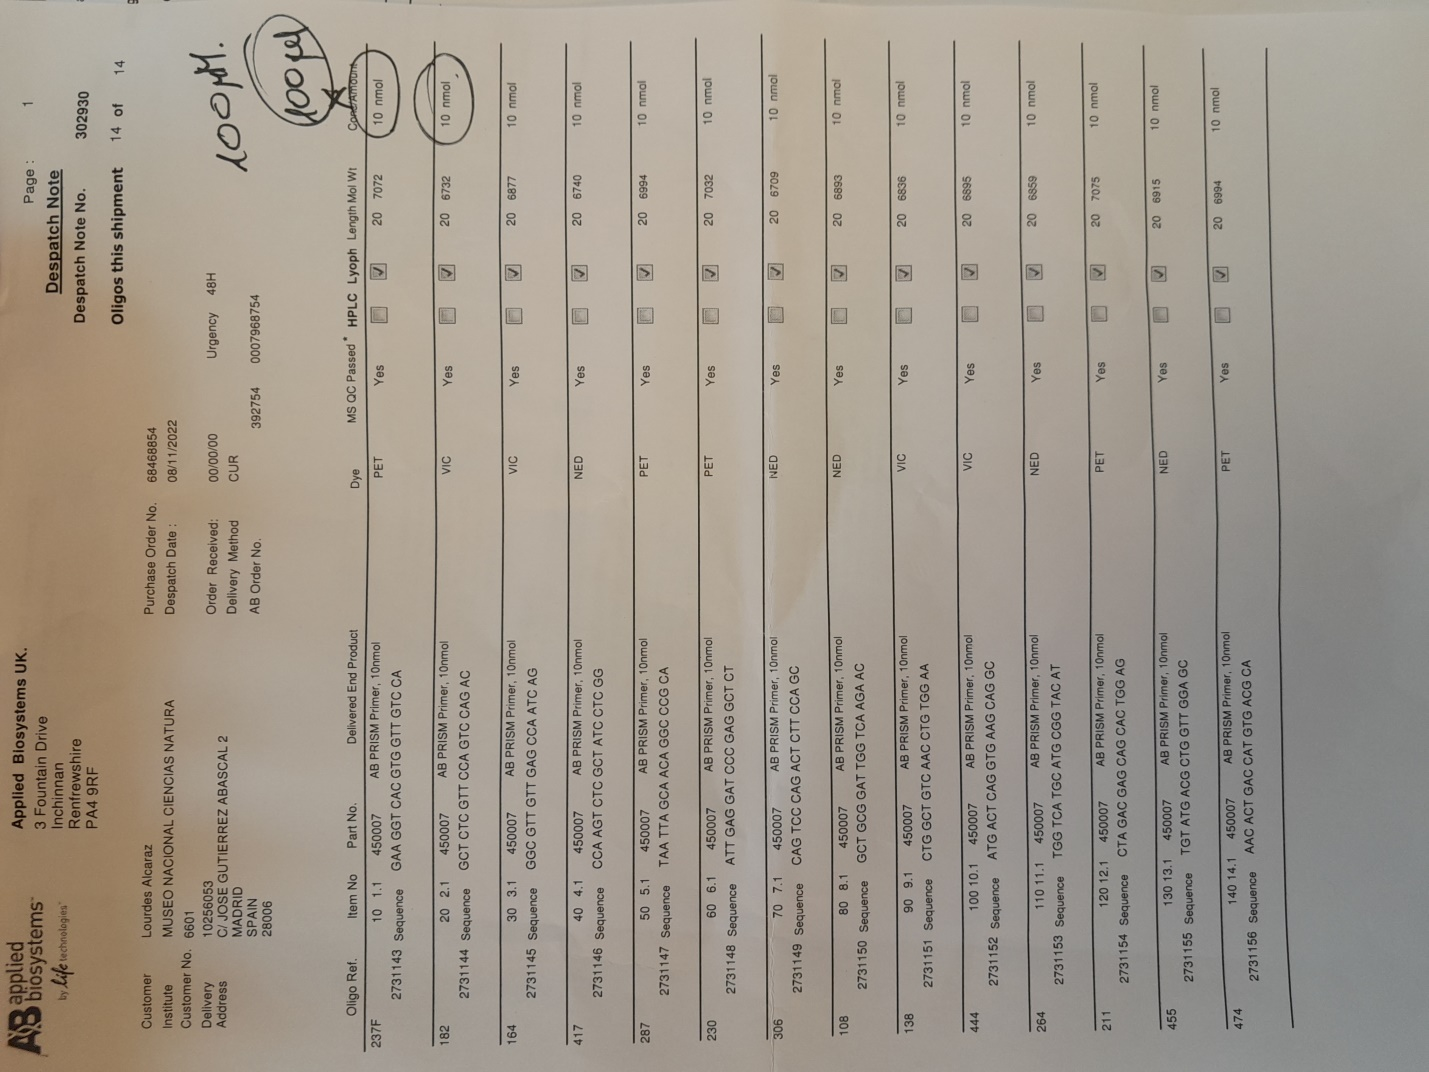 AB applied biosystems™
by life technologies™
Applied Biosystems UK.
3 Fountain Drive
Inchinnan
Renfrewshire
PA4 9RF
Page : 1
Despatch Note
Despatch Note No. 302930
Oligos this shipment 14 of 14
Customer Lourdes Alcaraz
Institute MUSEO NACIONAL CIENCIAS NATURA
Customer No. 6601
Delivery 10256053
Address C/ JOSE GUTIERREZ ABASCAL 2
MADRID
SPAIN
28006
Purchase Order No. 68468854
Despatch Date : 08/11/2022
Order Received: 00/00/00 Urgency 48H
Delivery Method CUR
AB Order No. 392754 0007968754
100 µM.
100 µl
Oligo Ref. Item No Part No. Delivered End Product Dye MS QC Passed* HPLC Lyoph Length Mol Wt Conc/Amount
237F 10 1.1 450007 AB PRISM Primer, 10nmol PET Yes 20 7072 10 nmol
2731143 Sequence GAA GGT CAC GTG GTT GTC CA
182 20 2.1 450007 AB PRISM Primer, 10nmol VIC Yes 20 6732 10 nmol
2731144 Sequence GCT CTC GTT CCA GTC CAG AC
164 30 3.1 450007 AB PRISM Primer, 10nmol VIC Yes 20 6877 10 nmol
2731145 Sequence GGC GTT GTT GAG CCA ATC AG
417 40 4.1 450007 AB PRISM Primer, 10nmol NED Yes 20 6740 10 nmol
2731146 Sequence CCA AGT CTC GCT ATC CTC GG
287 50 5.1 450007 AB PRISM Primer, 10nmol PET Yes 20 6994 10 nmol
2731147 Sequence TAA TTA GCA ACA GGC CCG CA
230 60 6.1 450007 AB PRISM Primer, 10nmol PET Yes 20 7032 10 nmol
2731148 Sequence ATT GAG GAT CCC GAG GCT CT
306 70 7.1 450007 AB PRISM Primer, 10nmol NED Yes 20 6709 10 nmol
2731149 Sequence CAG TCC CAG ACT CTT CCA GC
108 80 8.1 450007 AB PRISM Primer, 10nmol NED Yes 20 6893 10 nmol
2731150 Sequence GCT GCG GAT TGG TCA AGA AC
138 90 9.1 450007 AB PRISM Primer, 10nmol VIC Yes 20 6836 10 nmol
2731151 Sequence CTG GCT GTC AAC CTG TGG AA
444 100 10.1 450007 AB PRISM Primer, 10nmol VIC Yes 20 6895 10 nmol
2731152 Sequence ATG ACT CAG GTG AAG CAG GC
264 110 11.1 450007 AB PRISM Primer, 10nmol NED Yes 20 6859 10 nmol
2731153 Sequence TGG TCA TGC ATG CGG TAC AT
211 120 12.1 450007 AB PRISM Primer, 10nmol PET Yes 20 7075 10 nmol
2731154 Sequence CTA GAC GAG CAG CAC TGG AG
455 130 13.1 450007 AB PRISM Primer, 10nmol NED Yes 20 6915 10 nmol
2731155 Sequence TGT ATG ACG CTG GTT GGA GC
474 140 14.1 450007 AB PRISM Primer, 10nmol PET Yes 20 6994 10 nmol
2731156 Sequence AAC ACT GAC CAT GTG ACG CA